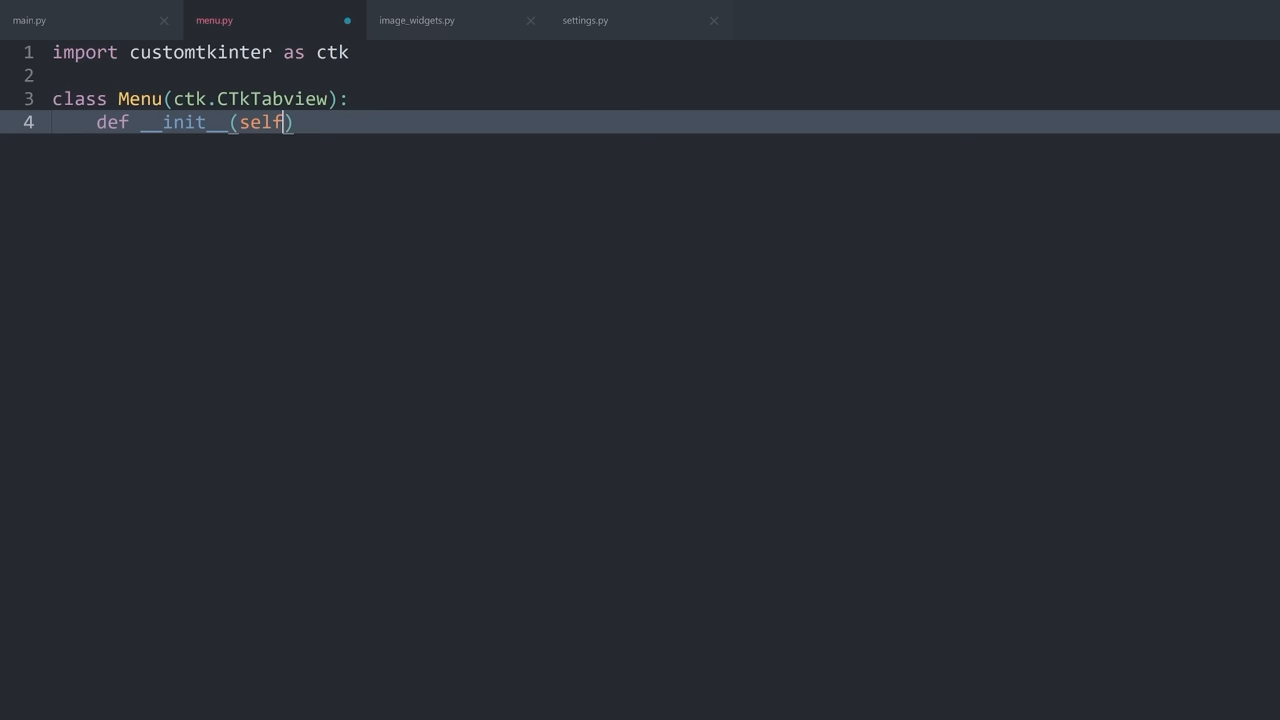 main.py menu.py image_widgets.py settings.py
1 import customtkinter as ctk
2
3 class Menu(ctk.CTkTabview):
4     def __init__(self)